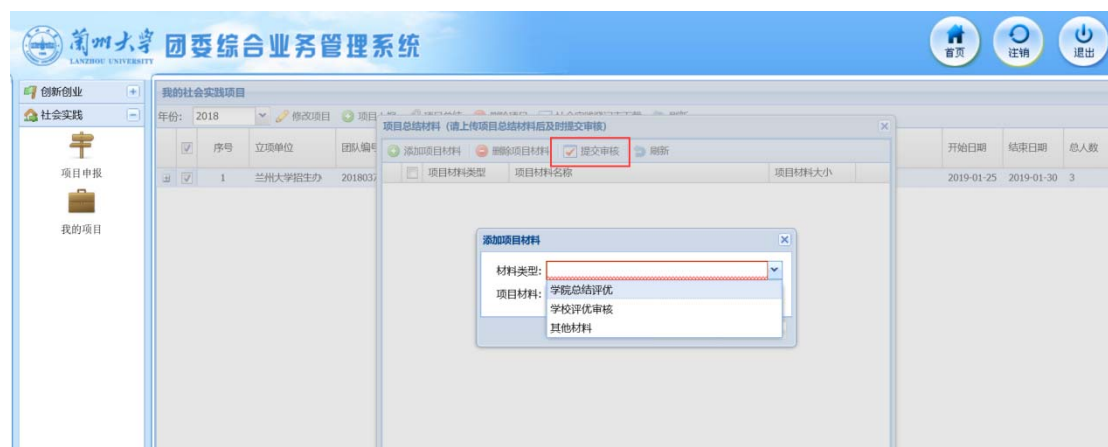 兰州大学 LANZHOU UNIVERSITY 团委综合业务管理系统
首页 注销 退出
创新创业
社会实践
项目申报
我的项目
我的社会实践项目
年份: 2018 修改项目
序号 立项单位 团队编号 开始日期 结束日期 总人数
1 兰州大学招生办 2018037 2019-01-25 2019-01-30 3
项目总结材料（请上传项目总结材料后及时提交审核）
添加项目材料 删除项目材料 提交审核 刷新
项目材料类型 项目材料名称 项目材料大小
添加项目材料
材料类型:
项目材料:
学院总结评优
学校评优审核
其他材料